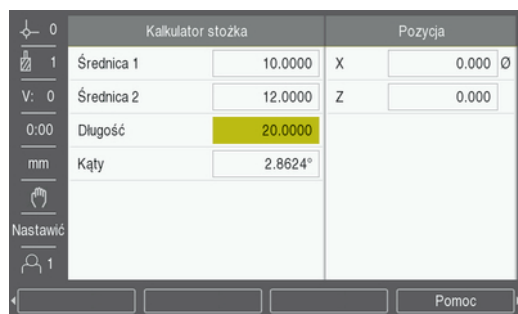 0
Kalkulator stożka
Pozycja
1
Średnica 1
10.0000
X
0.000
Ø
V: 0
Średnica 2
12.0000
Z
0.000
0:00
Długość
20.0000
mm
Kąty
2.8624°
Nastawić
1
Pomoc